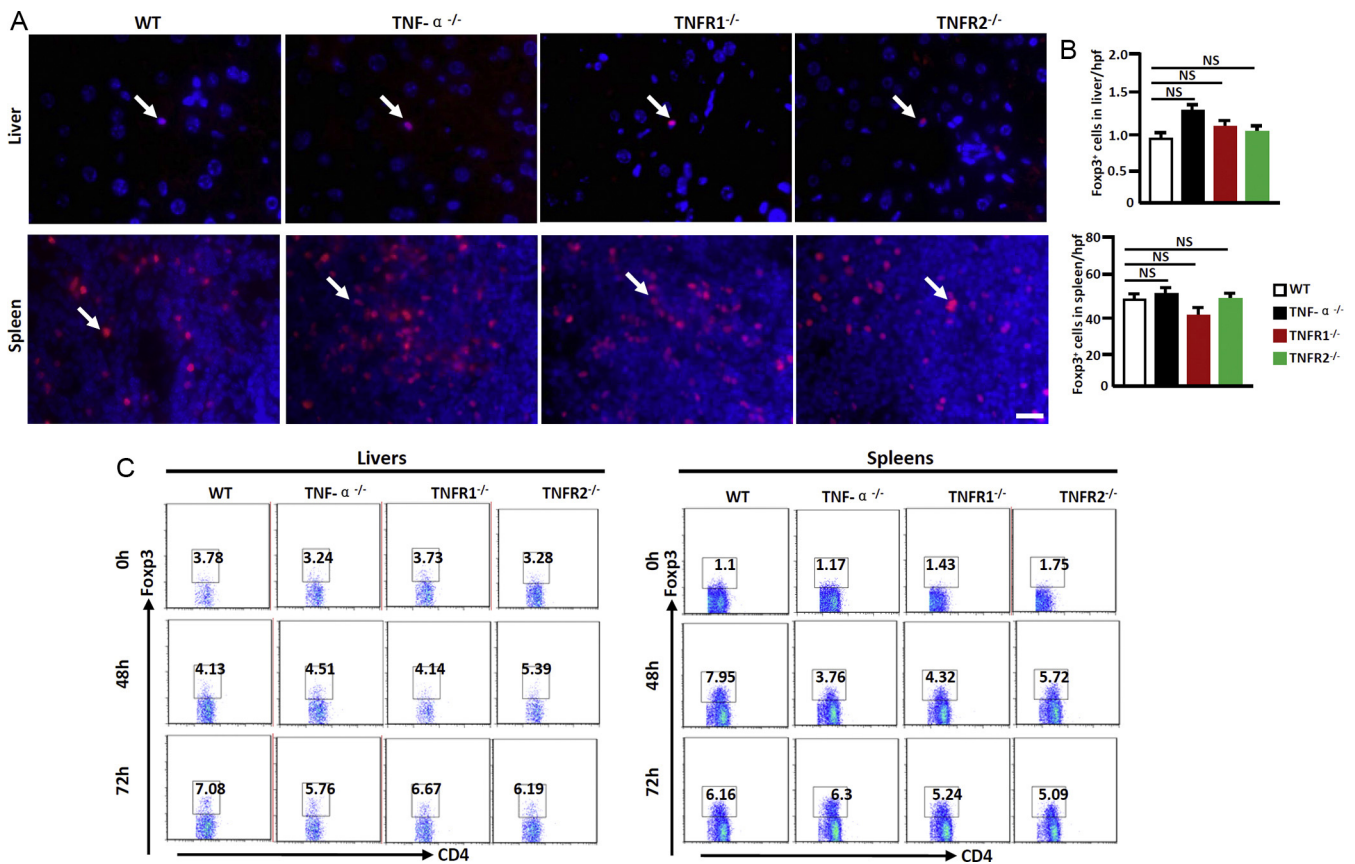 A
WT
TNF- α -/-
TNFR1-/-
TNFR2-/-
Liver
Spleen
B
Foxp3+ cells in liver/hpf
2.0
1.5
1.0
0.5
0
NS
NS
NS
Foxp3+ cells in spleen/hpf
80
60
40
20
0
NS
NS
NS
WT
TNF- α -/-
TNFR1-/-
TNFR2-/-
C
Livers
WT
TNF- α -/-
TNFR1-/-
TNFR2-/-
Foxp3
0h
3.78
3.24
3.73
3.28
48h
4.13
4.51
4.14
5.39
72h
7.08
5.76
6.67
6.19
CD4
Spleens
WT
TNF- α -/-
TNFR1-/-
TNFR2-/-
Foxp3
0h
1.1
1.17
1.43
1.75
48h
7.95
3.76
4.32
5.72
72h
6.16
6.3
5.24
5.09
CD4